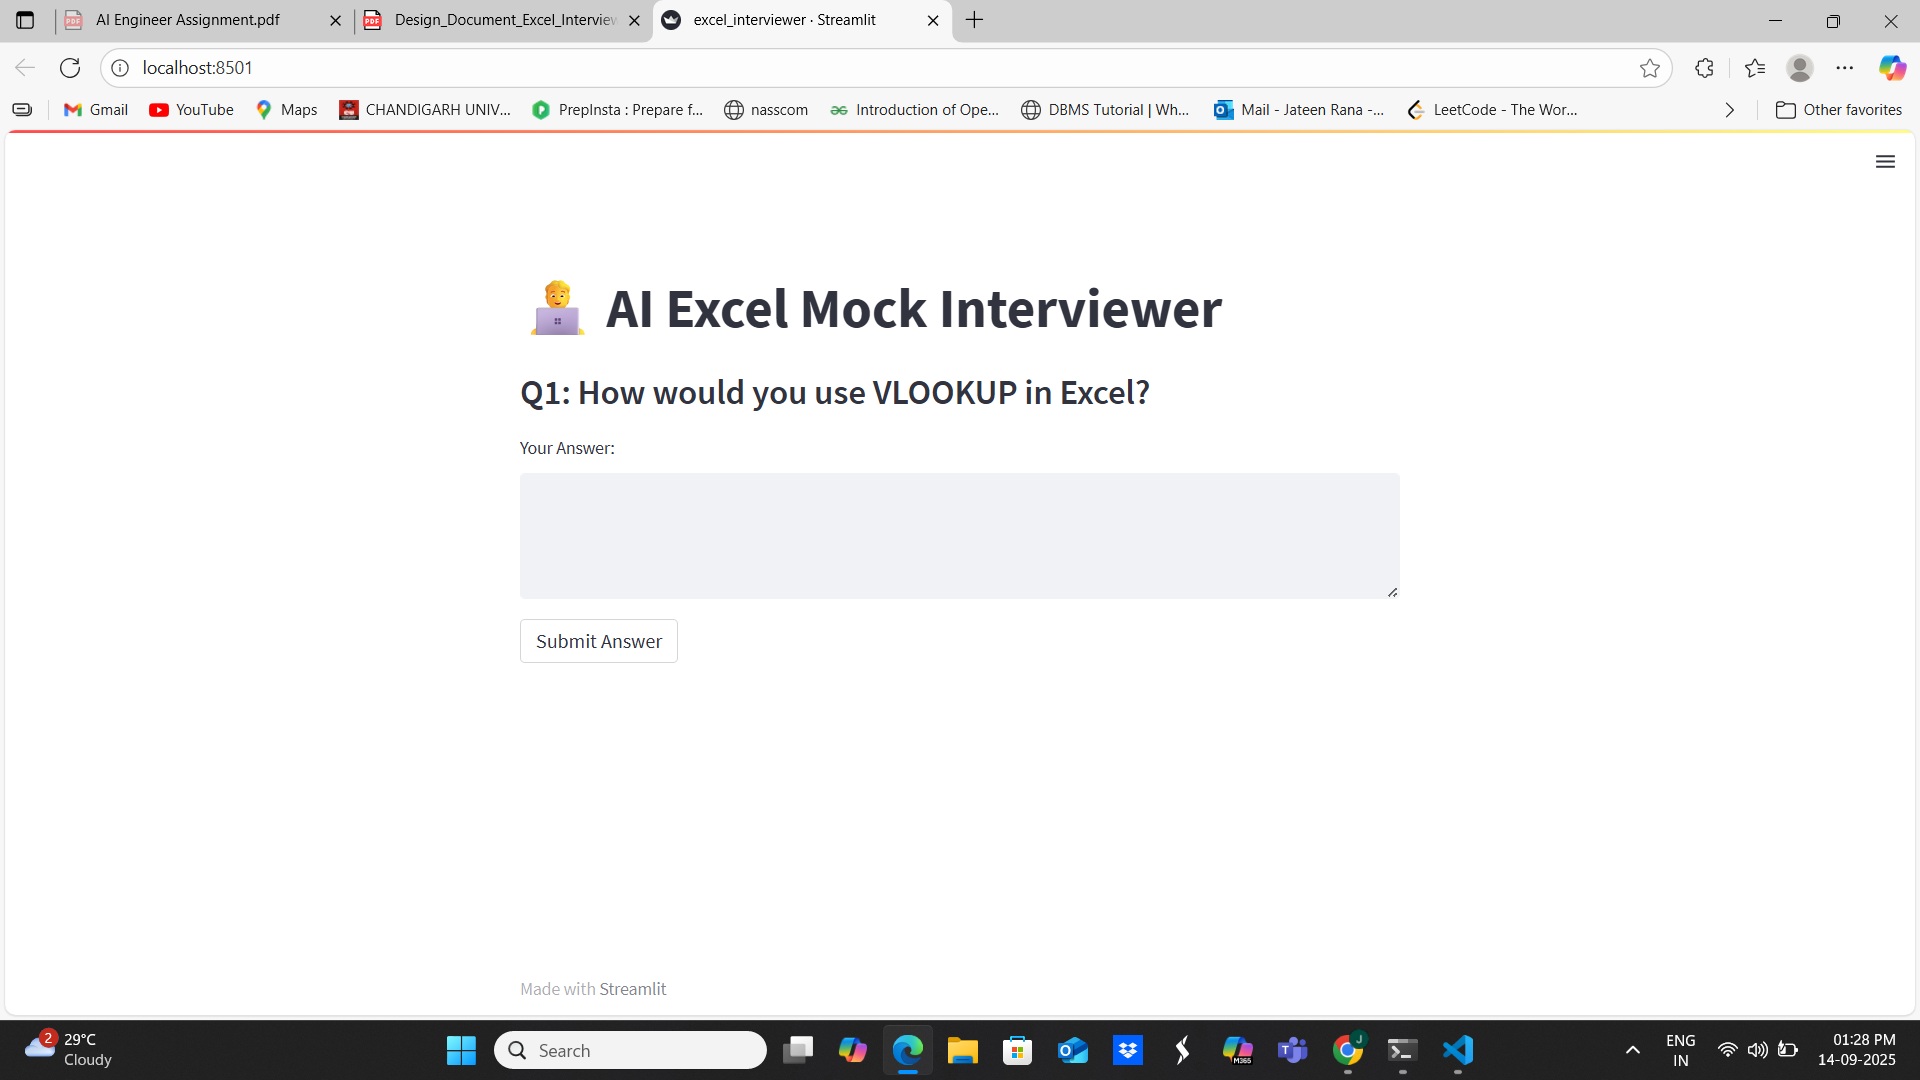 AI Engineer Assignment.pdf
Design_Document_Excel_Interview
excel_interviewer · Streamlit
localhost:8501
Gmail
YouTube
Maps
CHANDIGARH UNIV...
PrepInsta : Prepare f...
nasscom
Introduction of Ope...
DBMS Tutorial | Wh...
Mail - Jateen Rana -...
LeetCode - The Wor...
Other favorites
AI Excel Mock Interviewer
Q1: How would you use VLOOKUP in Excel?
Your Answer:
Submit Answer
Made with Streamlit
2
29°C
Cloudy
Search
M365
J
ENG
IN
01:28 PM
14-09-2025